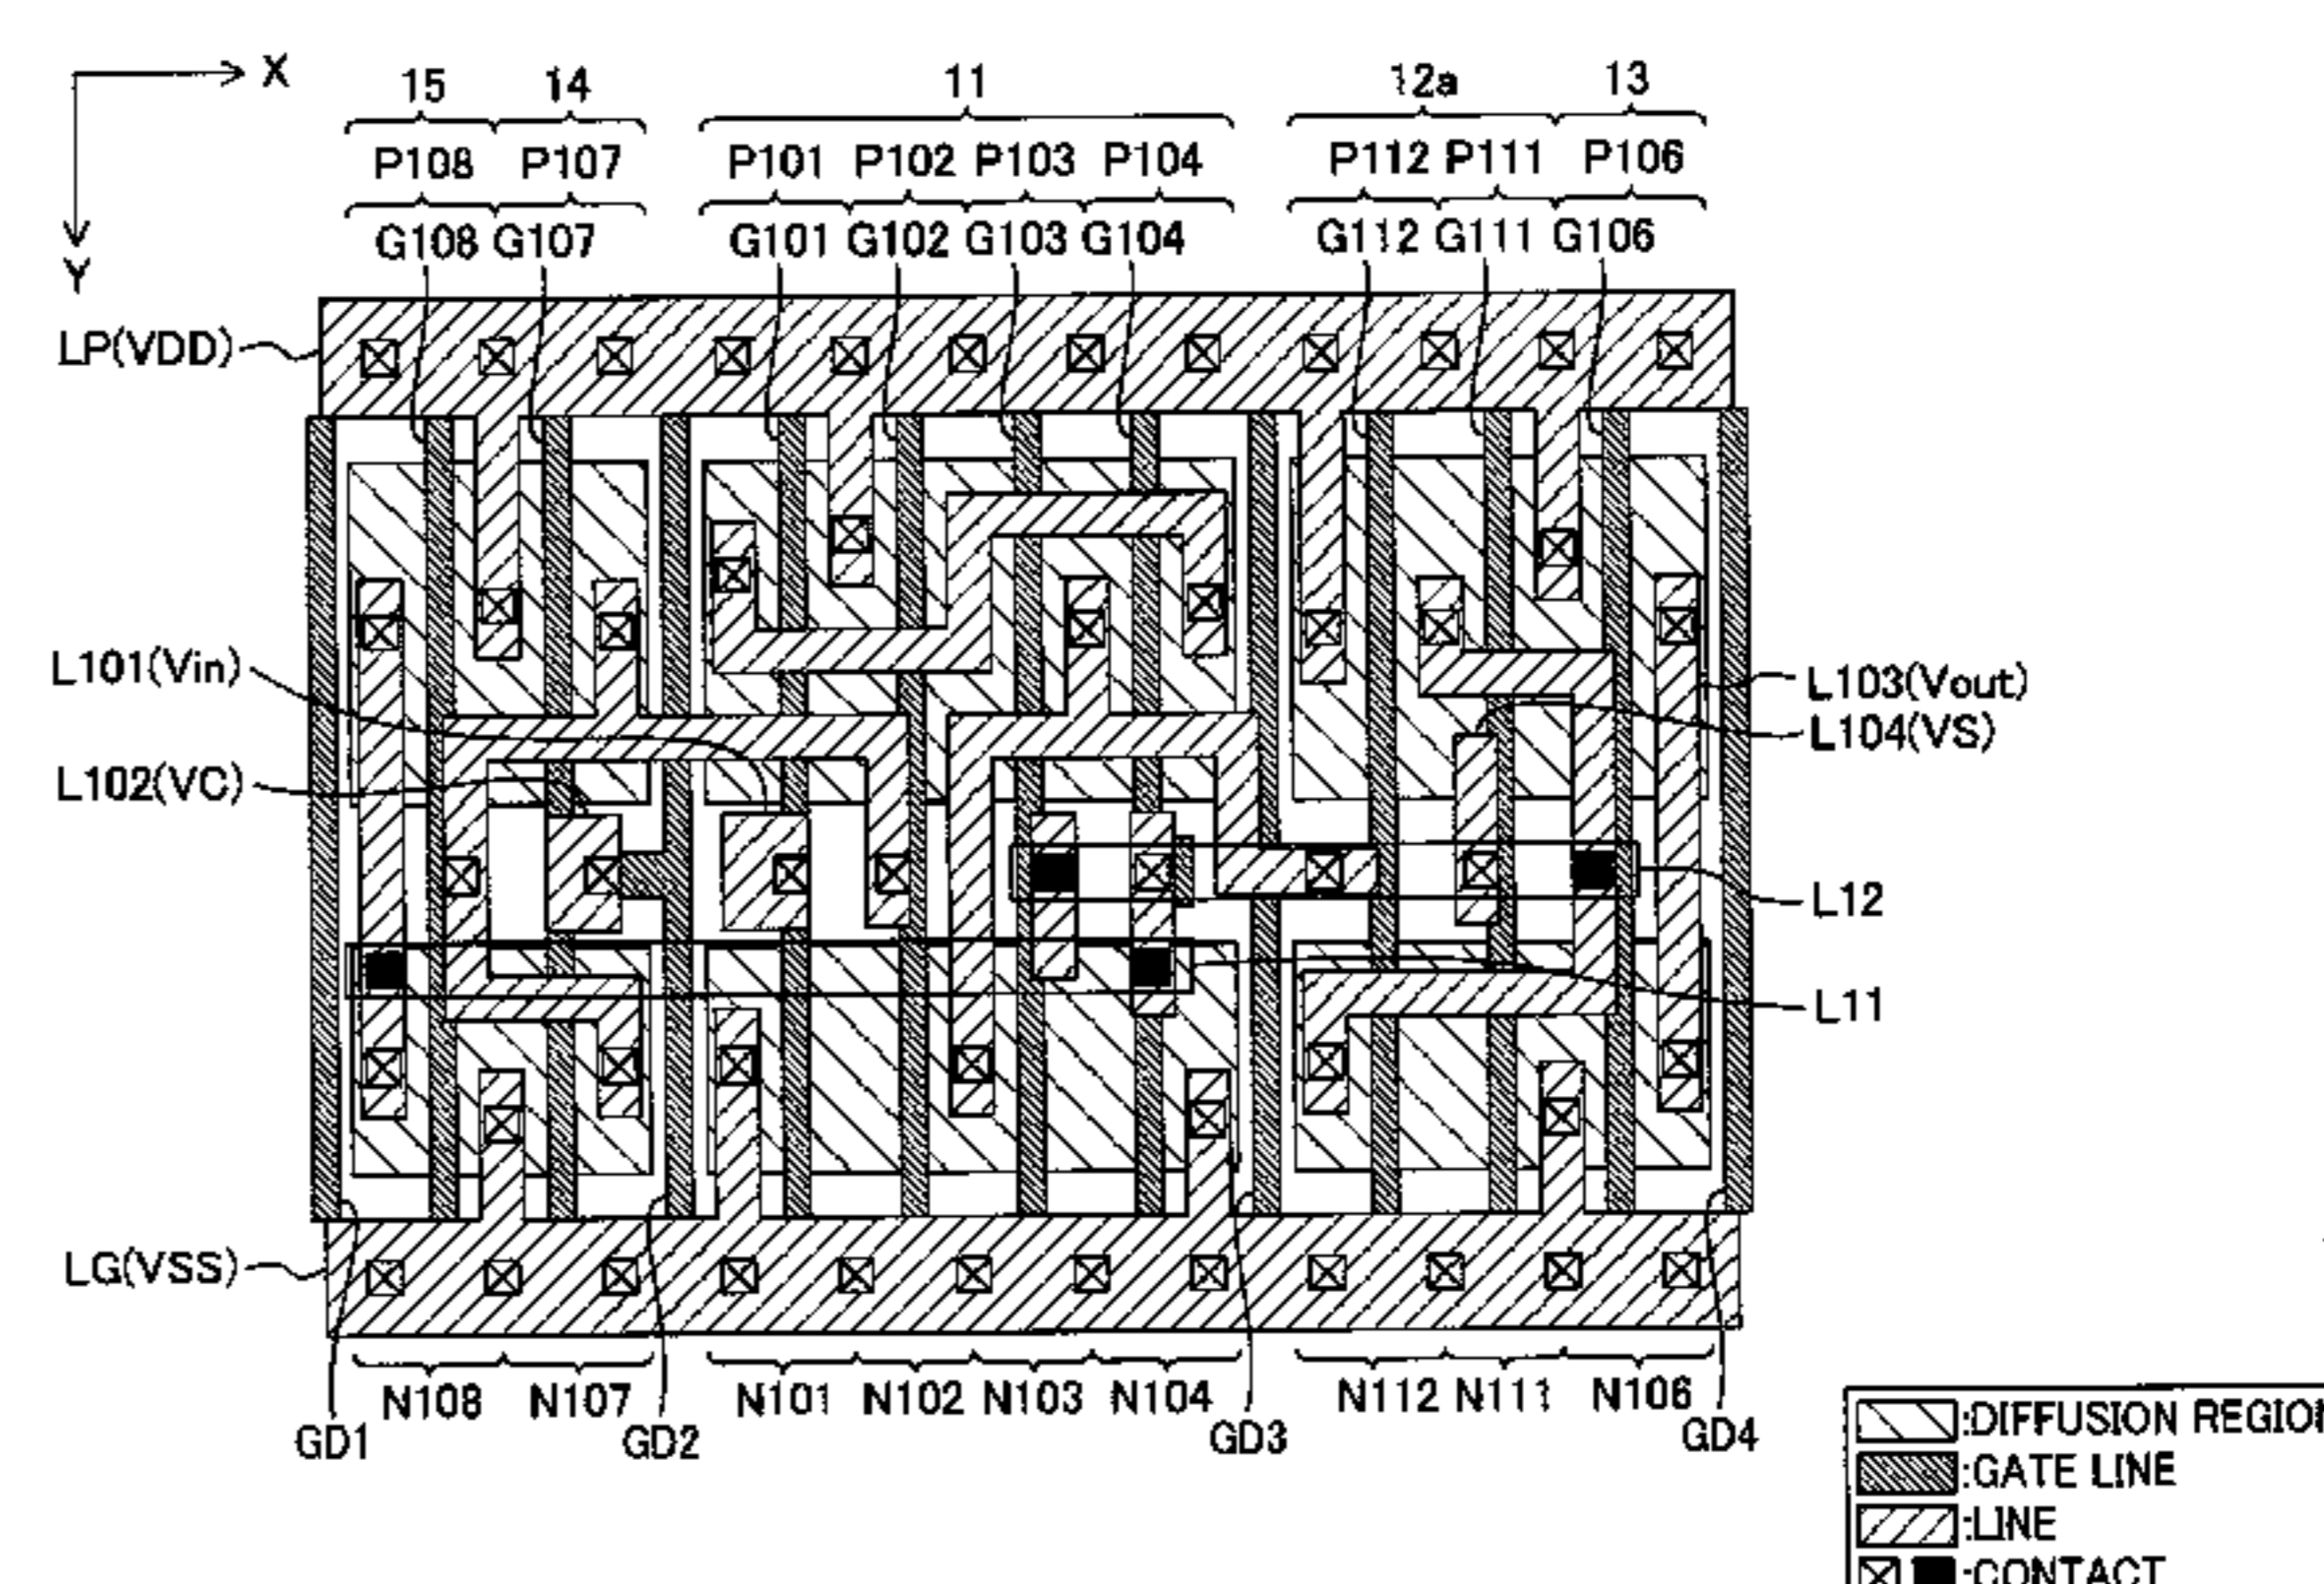 X
Y
15 14 11 12a 13
P108 P107 P101 P102 P103 P104 P112 P111 P106
G108 G107 G101 G102 G103 G104 G112 G111 G106
LP(VDD)
L101(Vin)
L103(Vout)
L104(VS)
L102(VC)
L12
L11
LG(VSS)
N108 N107 N101 N102 N103 N104 N112 N111 N106
GD1 GD2 GD3 GD4
:DIFFUSION REGION
:GATE LINE
:LINE
:CONTACT